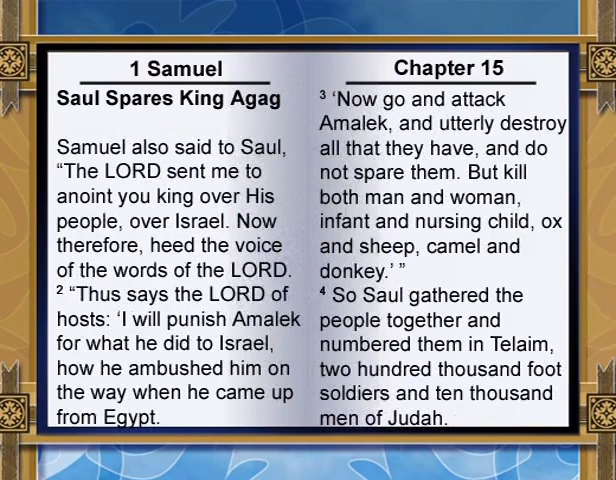 1 Samuel
Saul Spares King Agag
Samuel also said to Saul,
“The LORD sent me to
anoint you king over His
people, over Israel. Now
therefore, heed the voice
of the words of the LORD.
² “Thus says the LORD of
hosts: ‘I will punish Amalek
for what he did to Israel,
how he ambushed him on
the way when he came up
from Egypt.
Chapter 15
³ ‘Now go and attack
Amalek, and utterly destroy
all that they have, and do
not spare them. But kill
both man and woman,
infant and nursing child, ox
and sheep, camel and
donkey.’ ”
⁴ So Saul gathered the
people together and
numbered them in Telaim,
two hundred thousand foot
soldiers and ten thousand
men of Judah.